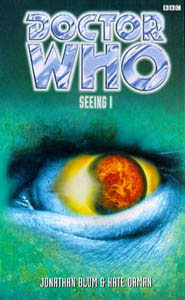 BBC
DOCTOR
WHO
SEEING I
JONATHAN BLUM & KATE ORMAN